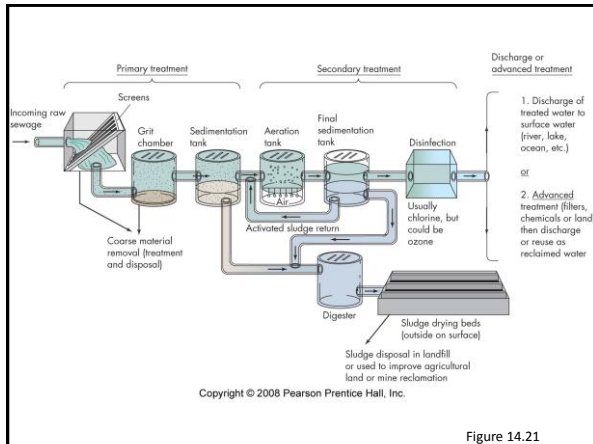 Primary treatment
Secondary treatment
Discharge or
advanced treatment
Incoming raw
sewage
Screens
Grit
chamber
Sedimentation
tank
Aeration
tank
Final
sedimentation
tank
Disinfection
1. Discharge of
treated water to
surface water
(river, lake,
ocean, etc.)
or
2. Advanced
treatment (filters,
chemicals or land
then discharge
or reuse as
reclaimed water
Air
Activated sludge return
Usually
chlorine, but
could be
ozone
Coarse material
removal (treatment
and disposal)
Digester
Sludge drying beds
(outside on surface)
Sludge disposal in landfill
or used to improve agricultural
land or mine reclamation
Copyright © 2008 Pearson Prentice Hall, Inc.
Figure 14.21